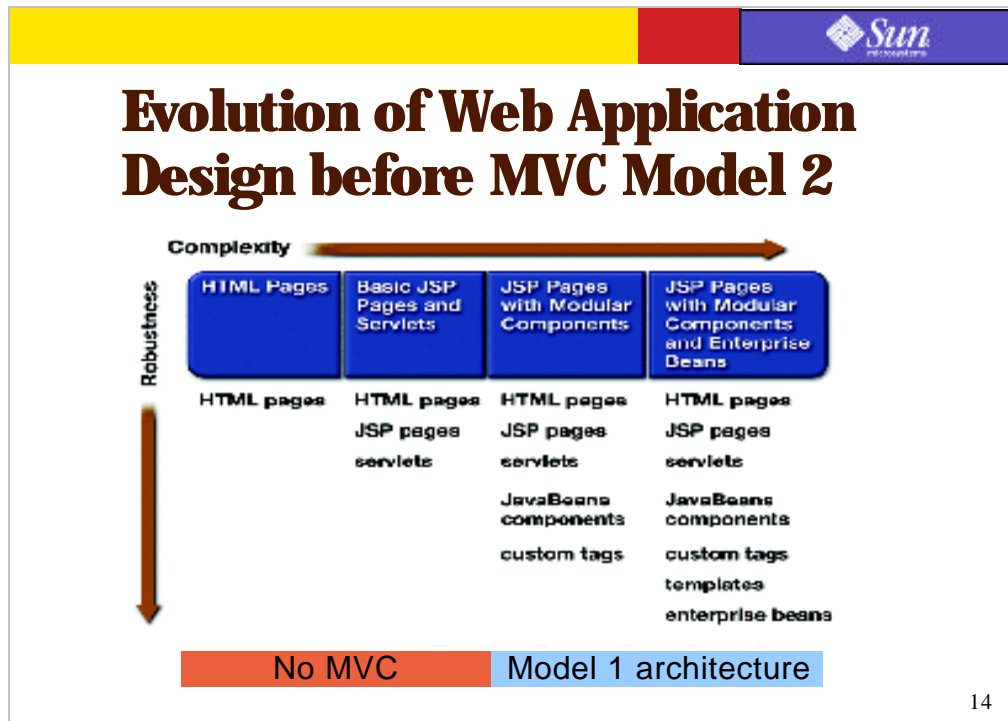 Sun
microsystems
Evolution of Web Application
Design before MVC Model 2
Complexity
Robustness
HTML Pages
Basic JSP
Pages and
Servlets
JSP Pages
with Modular
Components
JSP Pages
with Modular
Components
and Enterprise
Beans
HTML pages
HTML pages
JSP pages
servlets
HTML pages
JSP pages
servlets
JavaBeans
components
custom tags
HTML pages
JSP pages
servlets
JavaBeans
components
custom tags
templates
enterprise beans
No MVC
Model 1 architecture
14